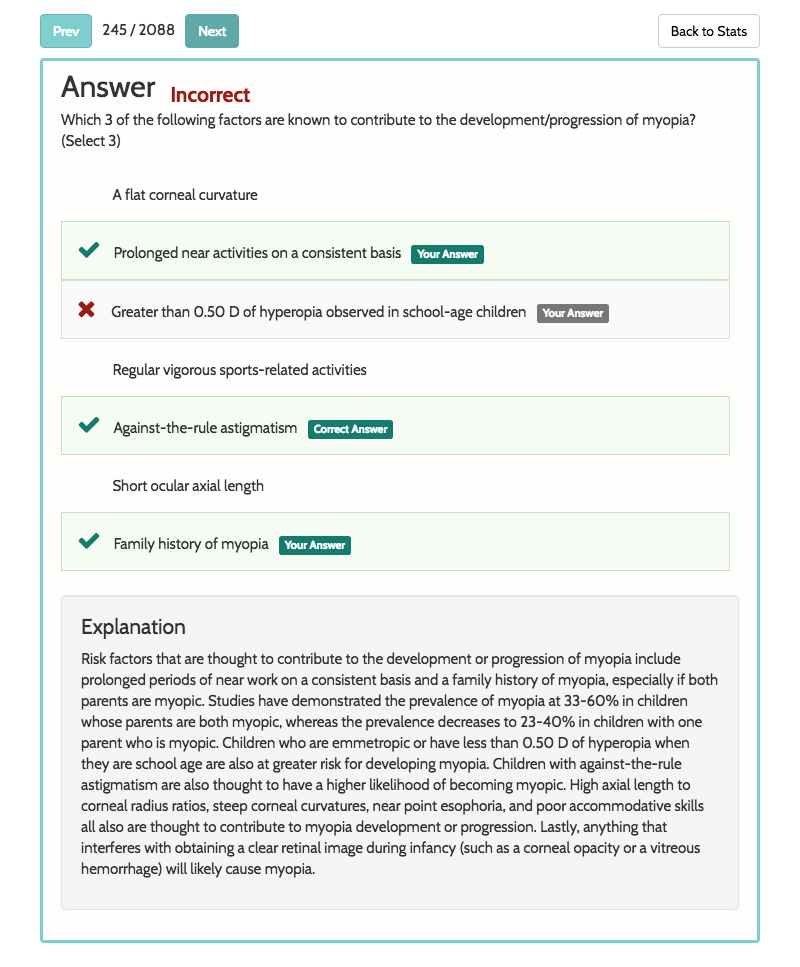 Prev 245 / 2088 Next Back to Stats
Answer Incorrect
Which 3 of the following factors are known to contribute to the development/progression of myopia?
(Select 3)
A flat corneal curvature
Prolonged near activities on a consistent basis Your Answer
Greater than 0.50 D of hyperopia observed in school-age children Your Answer
Regular vigorous sports-related activities
Against-the-rule astigmatism Correct Answer
Short ocular axial length
Family history of myopia Your Answer
Explanation
Risk factors that are thought to contribute to the development or progression of myopia include
prolonged periods of near work on a consistent basis and a family history of myopia, especially if both
parents are myopic. Studies have demonstrated the prevalence of myopia at 33-60% in children
whose parents are both myopic, whereas the prevalence decreases to 23-40% in children with one
parent who is myopic. Children who are emmetropic or have less than 0.50 D of hyperopia when
they are school age are also at greater risk for developing myopia. Children with against-the-rule
astigmatism are also thought to have a higher likelihood of becoming myopic. High axial length to
corneal radius ratios, steep corneal curvatures, near point esophoria, and poor accommodative skills
all also are thought to contribute to myopia development or progression. Lastly, anything that
interferes with obtaining a clear retinal image during infancy (such as a corneal opacity or a vitreous
hemorrhage) will likely cause myopia.